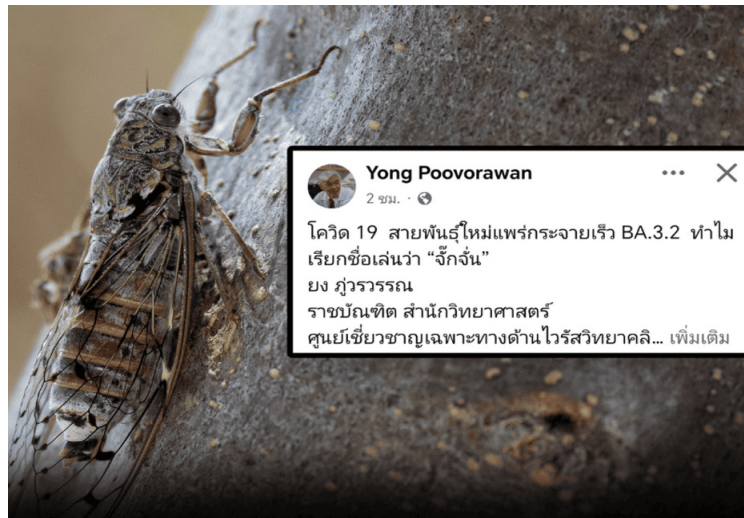 Yong Poovorawan
2 ชม. ·
โควิด 19 สายพันธุ์ใหม่แพร่กระจายเร็ว BA.3.2 ทำไม
เรียกชื่อเล่นว่า “จั๊กจั่น”
ยง ภู่วรวรรณ
ราชบัณฑิต สำนักวิทยาศาสตร์
ศูนย์เชี่ยวชาญเฉพาะทางด้านไวรัสวิทยาคลิ... เพิ่มเติม